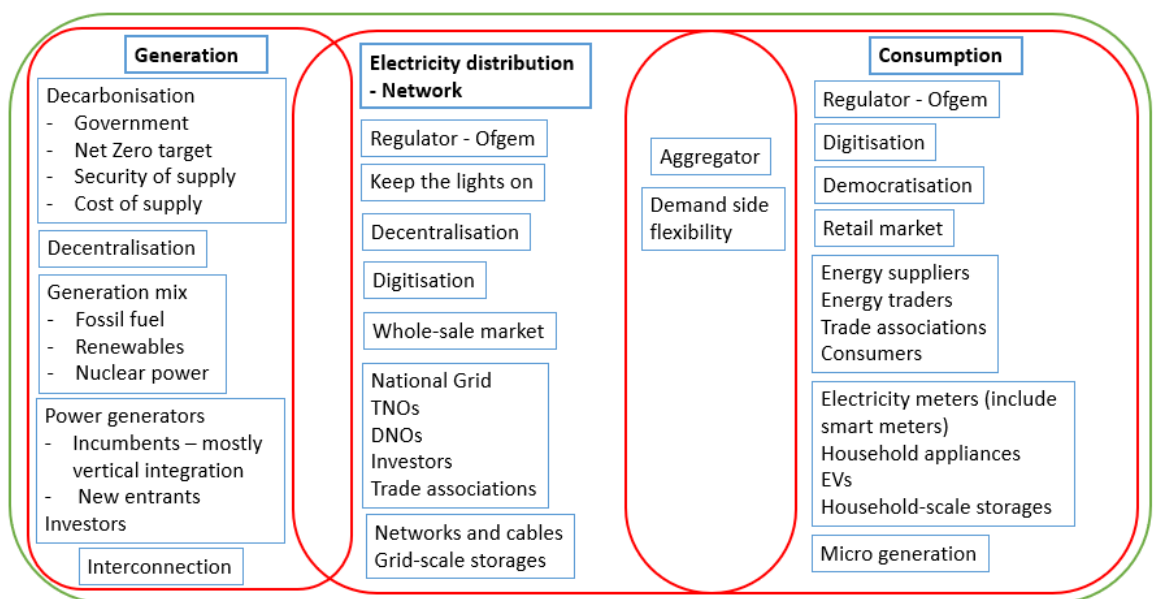 Generation
Decarbonisation
- Government
- Net Zero target
- Security of supply
- Cost of supply
Decentralisation
Generation mix
- Fossil fuel
- Renewables
- Nuclear power
Power generators
- Incumbents – mostly
vertical integration
- New entrants
Investors
Interconnection
Electricity distribution
- Network
Regulator - Ofgem
Keep the lights on
Decentralisation
Digitisation
Whole-sale market
National Grid
TNOs
DNOs
Investors
Trade associations
Networks and cables
Grid-scale storages
Aggregator
Demand side
flexibility
Consumption
Regulator - Ofgem
Digitisation
Democratisation
Retail market
Energy suppliers
Energy traders
Trade associations
Consumers
Electricity meters (include
smart meters)
Household appliances
EVs
Household-scale storages
Micro generation